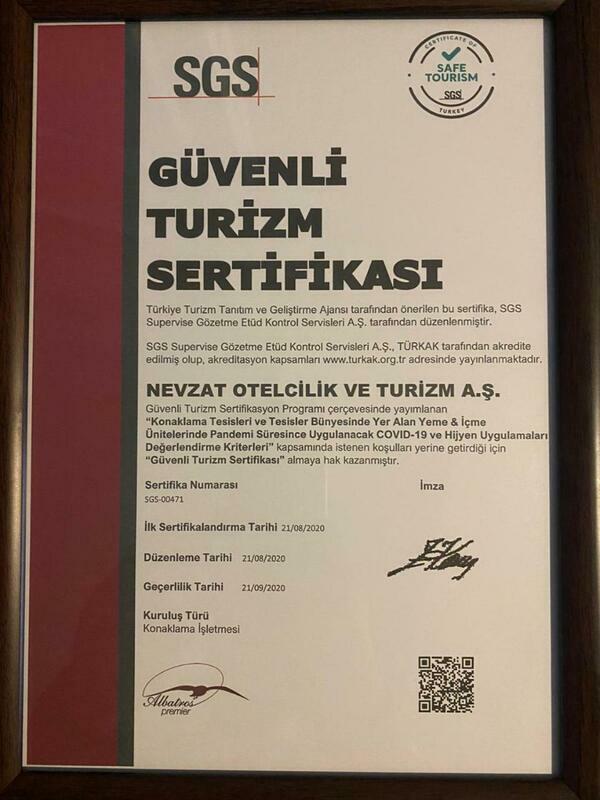 SGS
CERTIFICATE OF
SAFE
TOURISM
SGS
TURKEY
GÜVENLİ
TURİZM
SERTİFİKASI
Türkiye Turizm Tanıtım ve Geliştirme Ajansı tarafından önerilen bu sertifika, SGS
Supervise Gözetme Etüd Kontrol Servisleri A.Ş. tarafından düzenlenmiştir.
SGS Supervise Gözetme Etüd Kontrol Servisleri A.Ş., TÜRKAK tarafından akredite
edilmiş olup, akreditasyon kapsamları www.turkak.org.tr adresinde yayınlanmaktadır.
NEVZAT OTELCİLİK VE TURİZM A.Ş.
Güvenli Turizm Sertifikasyon Programı çerçevesinde yayımlanan
“Konaklama Tesisleri ve Tesisler Bünyesinde Yer Alan Yeme & İçme
Ünitelerinde Pandemi Süresince Uygulanacak COVID-19 ve Hijyen Uygulamaları
Değerlendirme Kriterleri” kapsamında istenen koşulları yerine getirdiği için
“Güvenli Turizm Sertifikası” almaya hak kazanmıştır.
Sertifika Numarası
SGS-00471
İmza
İlk Sertifikalandırma Tarihi 21/08/2020
Düzenleme Tarihi 21/08/2020
Geçerlilik Tarihi 21/09/2020
Kuruluş Türü
Konaklama İşletmesi
Albatros
premier